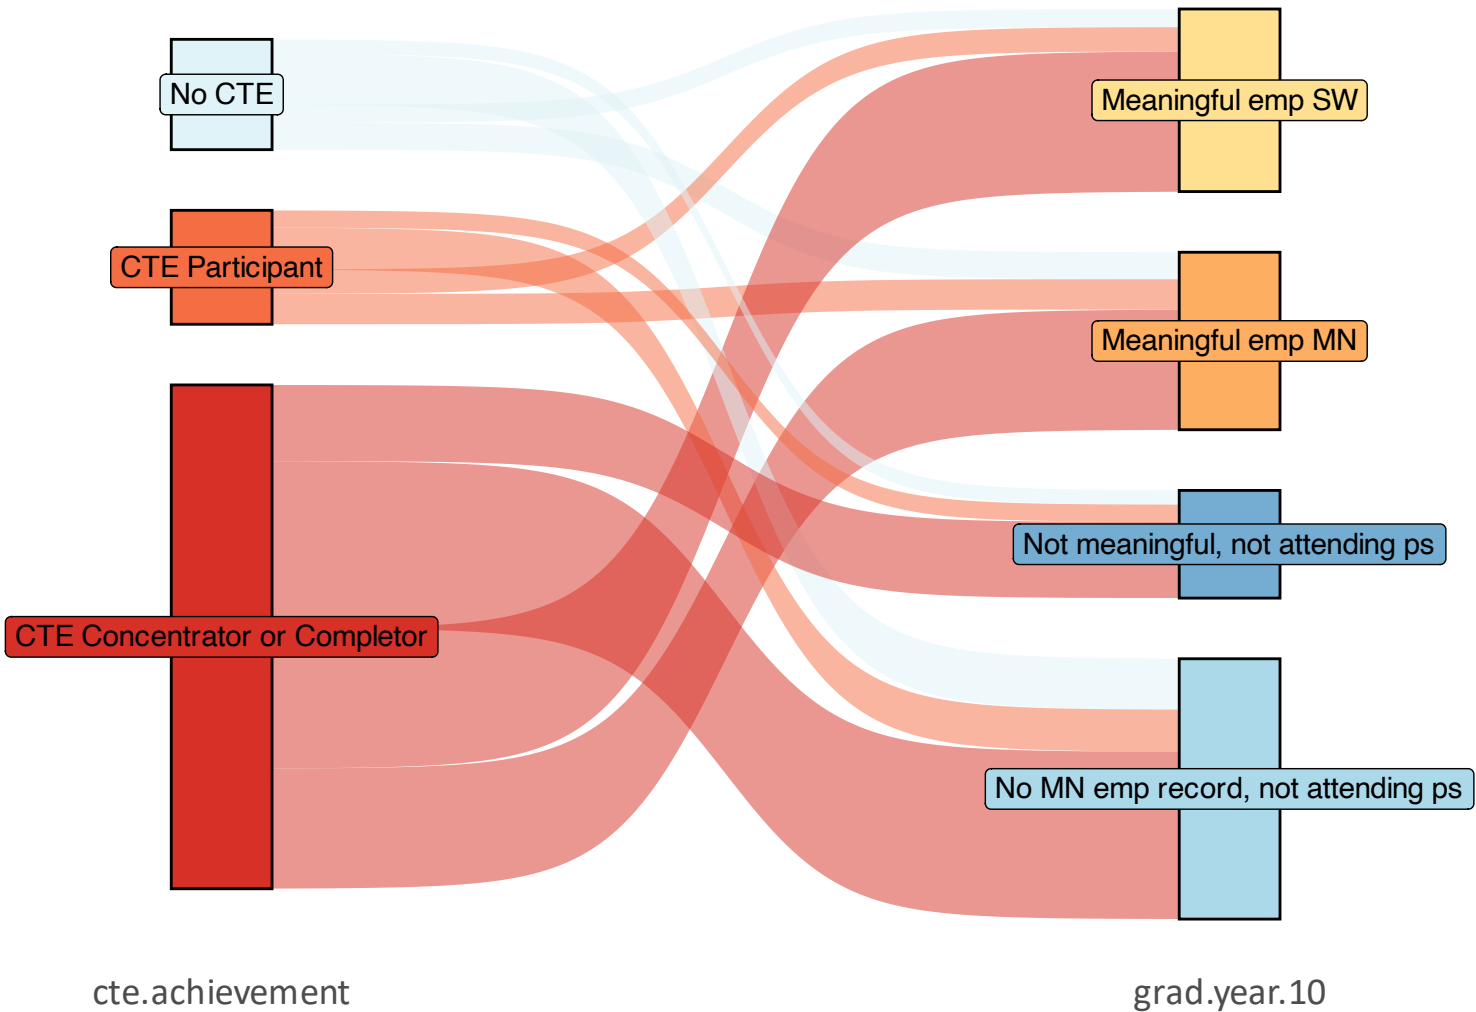 No CTE
CTE Participant
CTE Concentrator or Completor
Meaningful emp SW
Meaningful emp MN
Not meaningful, not attending ps
No MN emp record, not attending ps
cte.achievement
grad.year.10